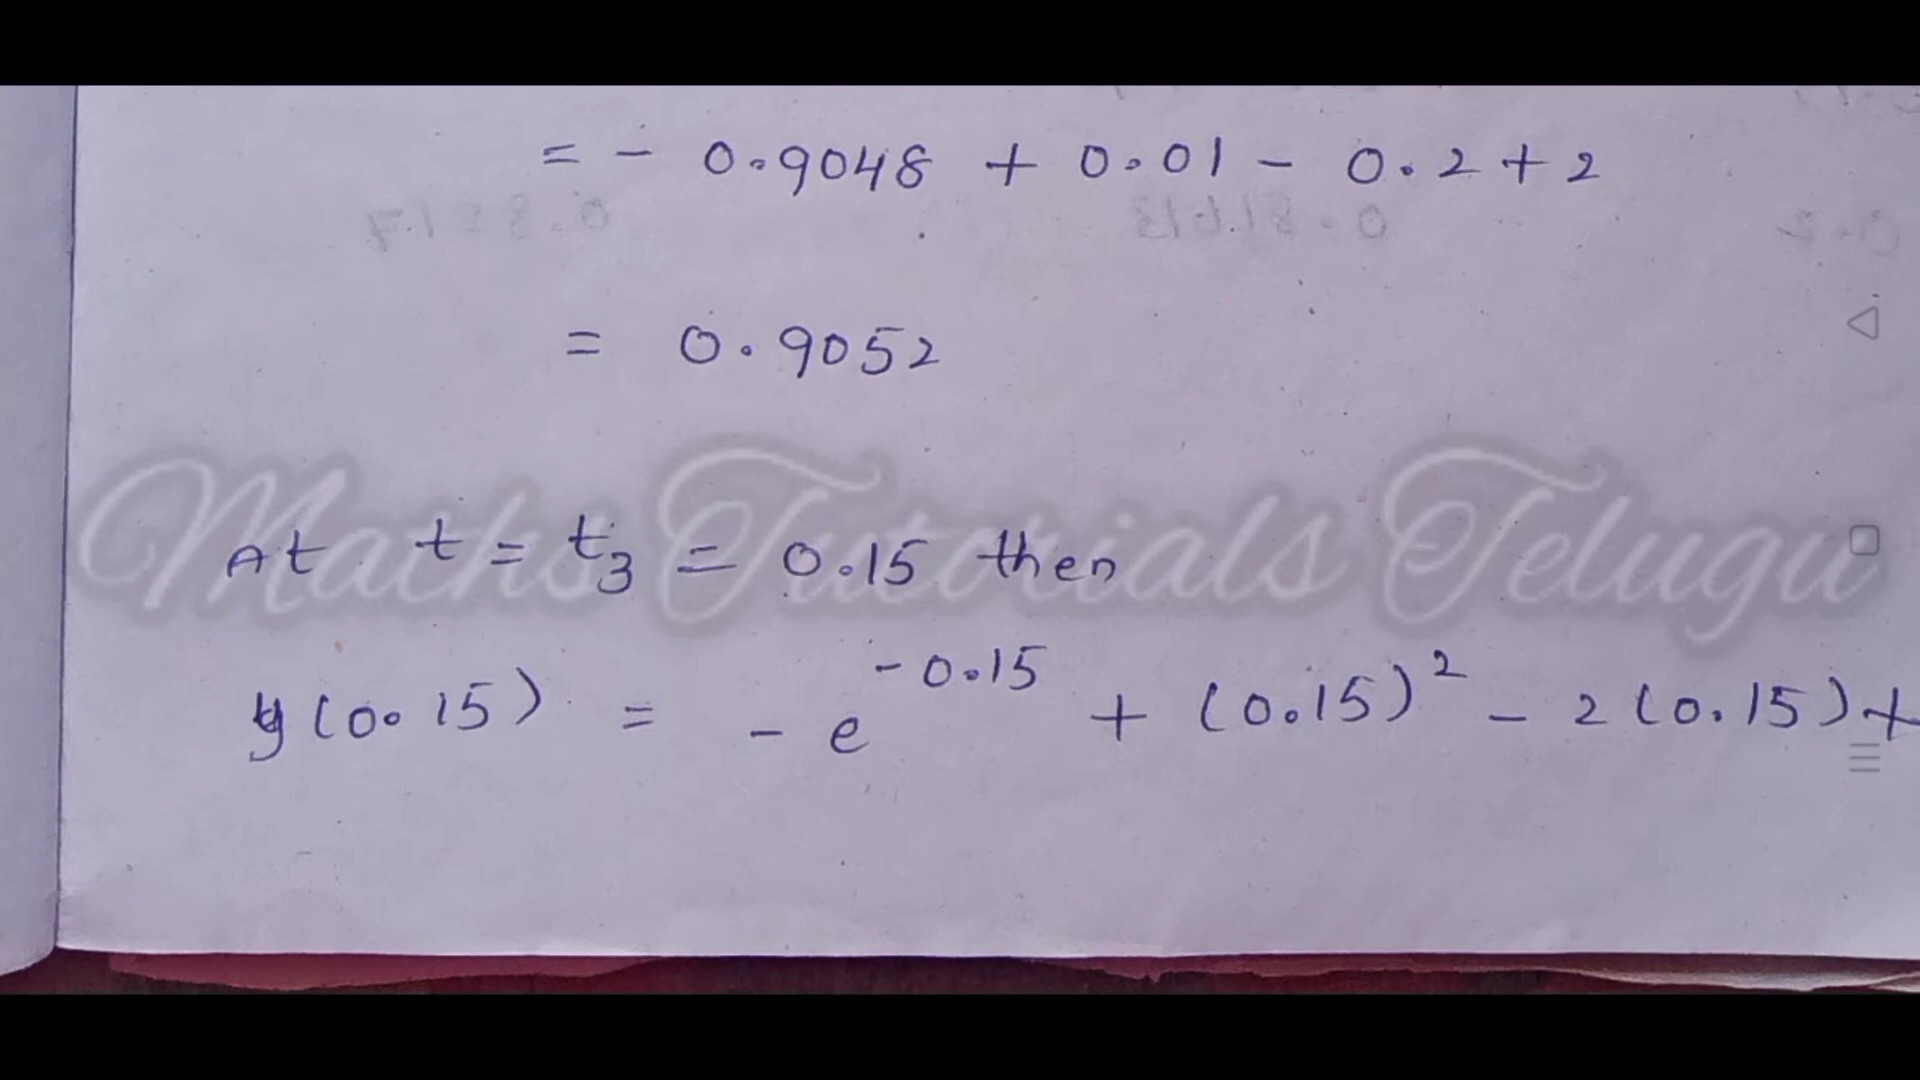 = - 0.9048 + 0.01 - 0.2 + 2
= 0.9052
Maths Tutorials Telugu
At t = t₃ = 0.15 then
y(0.15) = - e^-0.15 + (0.15)² - 2(0.15) +